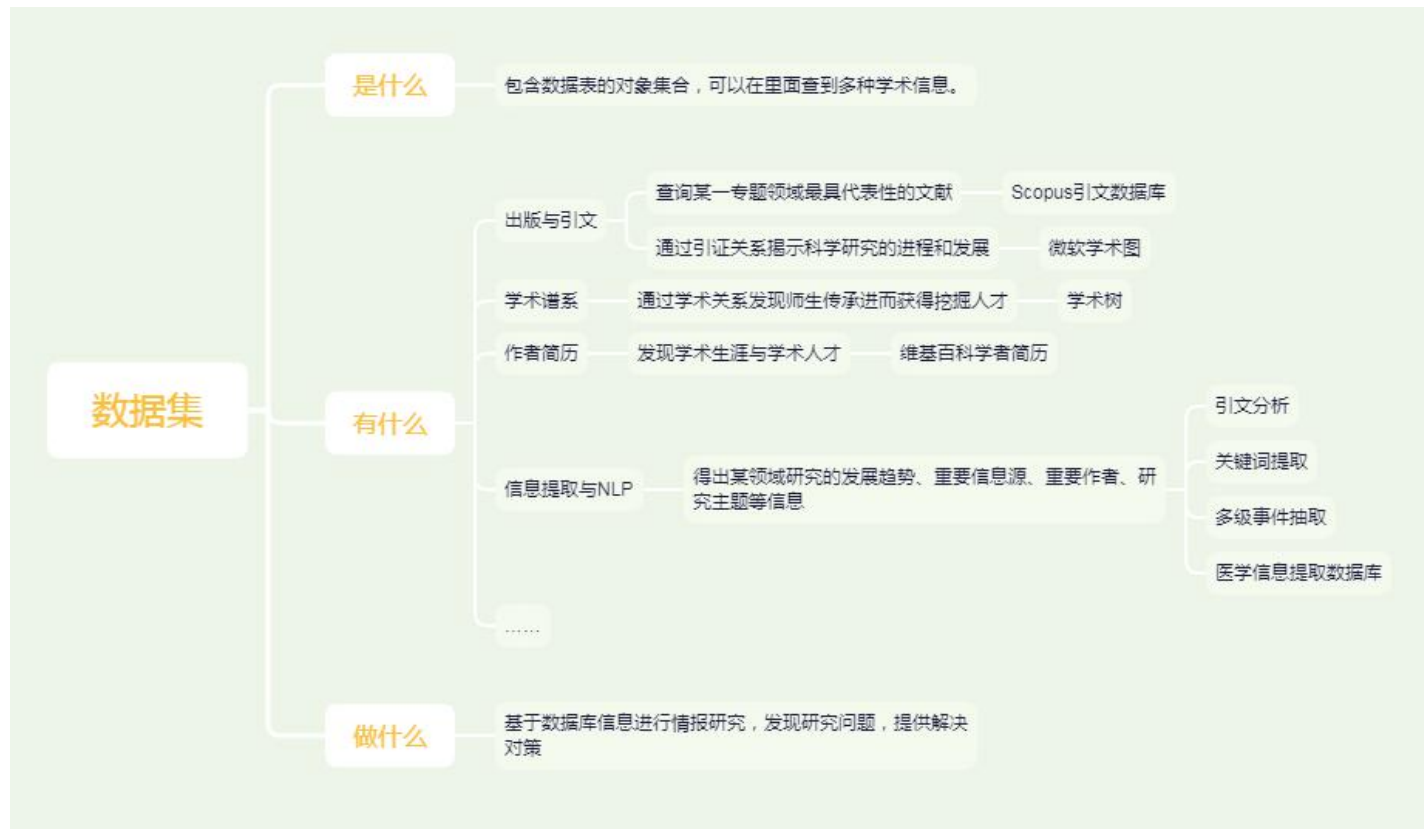 数据集
是什么
包含数据表的对象集合，可以在里面查到多种学术信息。
有什么
出版与引文
查询某一专题领域最具代表性的文献
Scopus引文数据库
通过引证关系揭示科学研究的进程和发展
微软学术图
学术谱系
通过学术关系发现师生传承进而获得挖掘人才
学术树
作者简历
发现学术生涯与学术人才
维基百科学者简历
信息提取与NLP
得出某领域研究的发展趋势、重要信息源、重要作者、研
究主题等信息
引文分析
关键词提取
多级事件抽取
医学信息提取数据库
……
做什么
基于数据库信息进行情报研究，发现研究问题，提供解决
对策